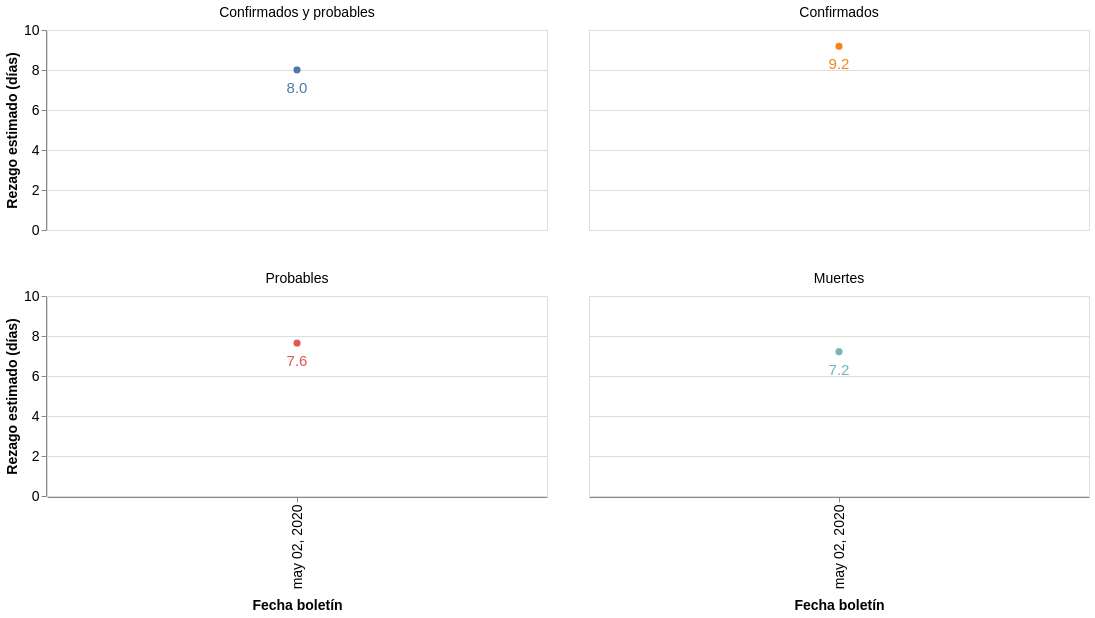 Confirmados y probables
Confirmados
Rezago estimado (días)
10
8
6
4
2
0
8.0
9.2
Probables
Muertes
Rezago estimado (días)
10
8
6
4
2
0
7.6
7.2
may 02, 2020
may 02, 2020
Fecha boletín
Fecha boletín